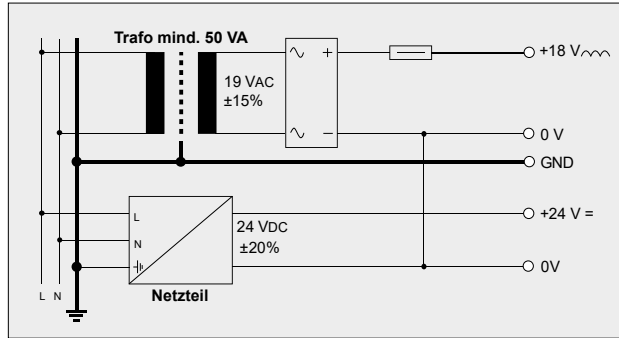 Trafo mind. 50 VA
+18 V
19 VAC
±15%
∿ +
∿ −
0 V
GND
L
N
24 VDC
±20%
+24 V =
0V
L N
Netzteil